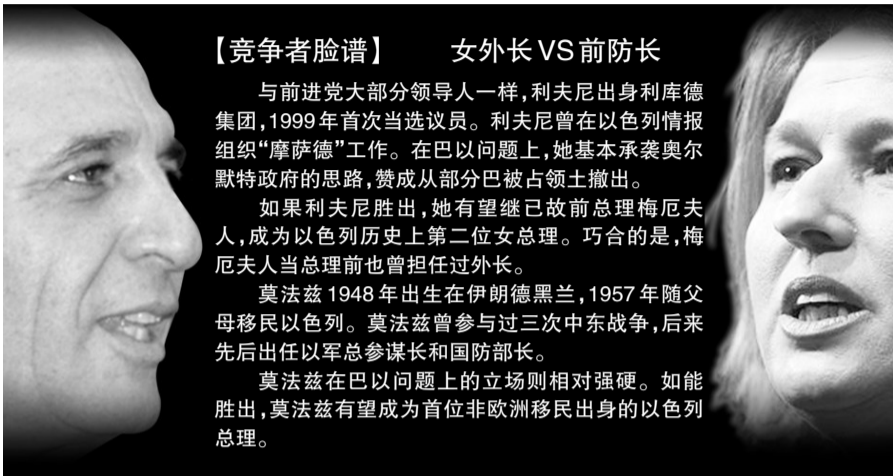 【竞争者脸谱】 女外长VS前防长
与前进党大部分领导人一样,利夫尼出身利库德
集团,1999年首次当选议员。利夫尼曾在以色列情报
组织“摩萨德”工作。在巴以问题上,她基本承袭奥尔
默特政府的思路,赞成从部分巴被占领土撤出。
如果利夫尼胜出,她有望继已故前总理梅厄夫
人,成为以色列历史上第二位女总理。巧合的是,梅
厄夫人当总理前也曾担任过外长。
莫法兹1948年出生在伊朗德黑兰,1957年随父
母移民以色列。莫法兹曾参与过三次中东战争,后来
先后出任以军总参谋长和国防部长。
莫法兹在巴以问题上的立场则相对强硬。如能
胜出,莫法兹有望成为首位非欧洲移民出身的以色列
总理。